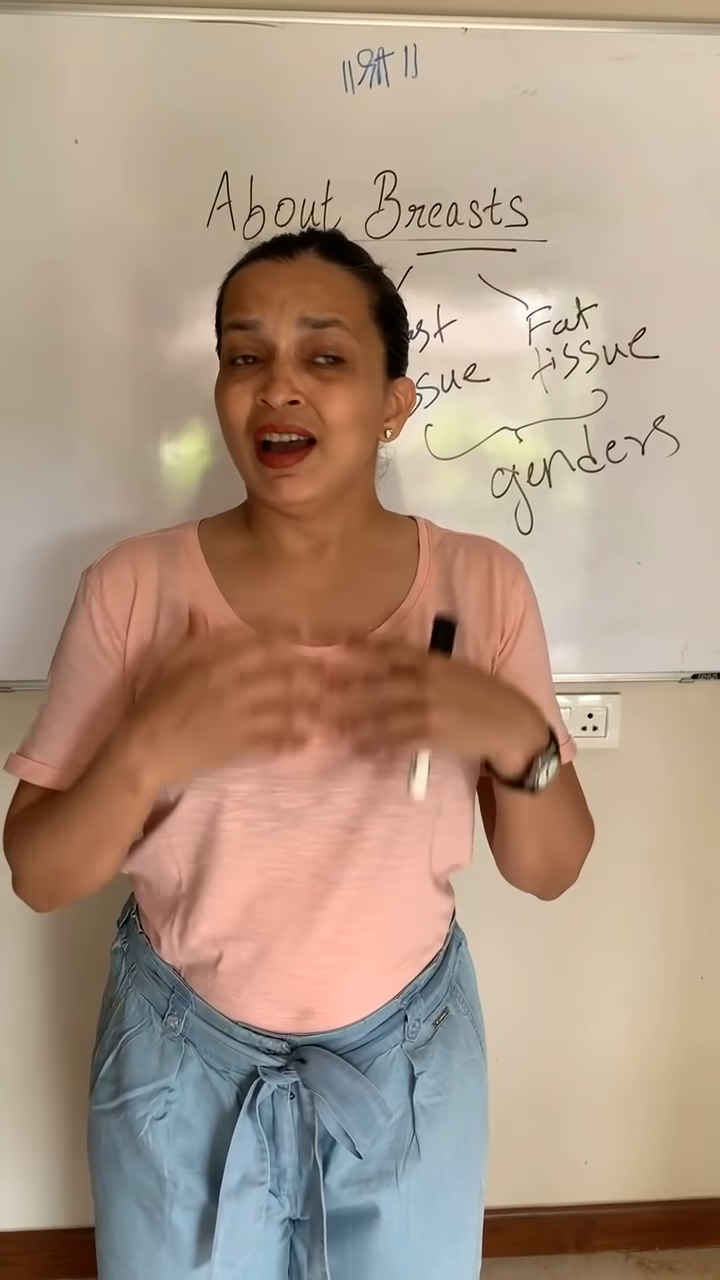 ॥श्री॥
About Breasts
Fat
tissue
genders